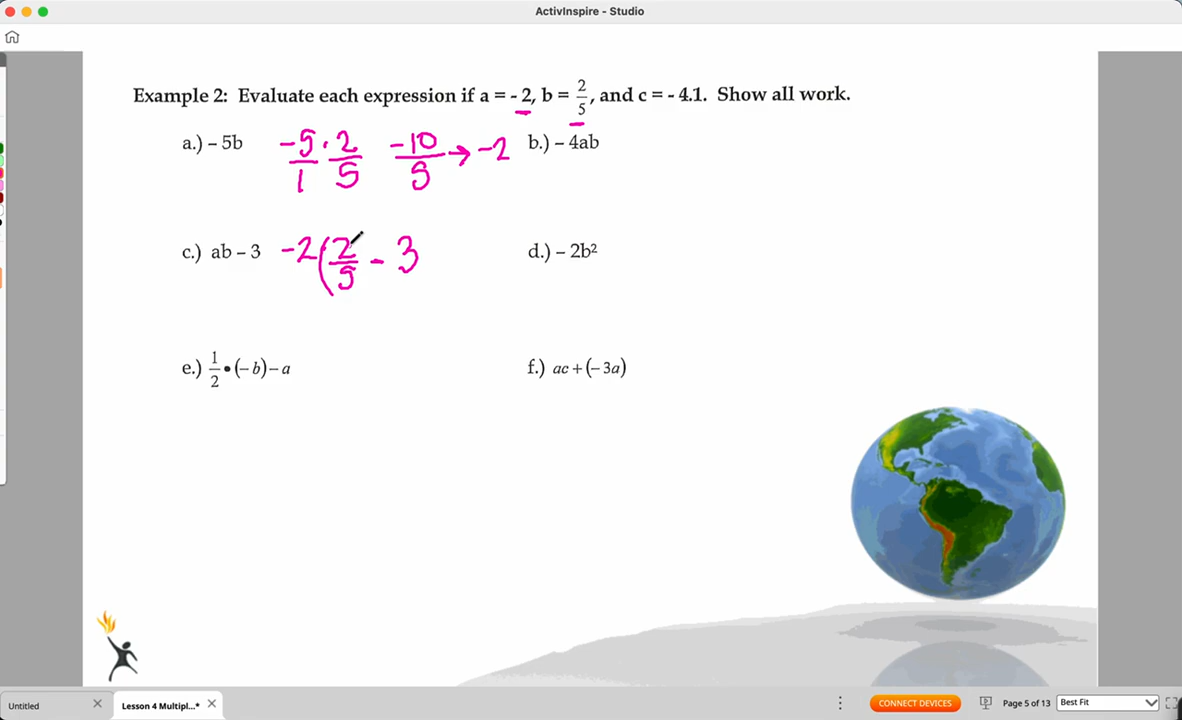 ActivInspire - Studio
Example 2: Evaluate each expression if a = - 2, b = 2/5, and c = - 4.1. Show all work.
a.) – 5b -5/1 · 2/5 -10/5 → -2 b.) – 4ab
c.) ab – 3 -2(2/5 - 3 d.) – 2b²
e.) 1/2 • (– b) – a f.) ac + (– 3a)
Untitled Lesson 4 Multipl...* CONNECT DEVICES Page 5 of 13 Best Fit